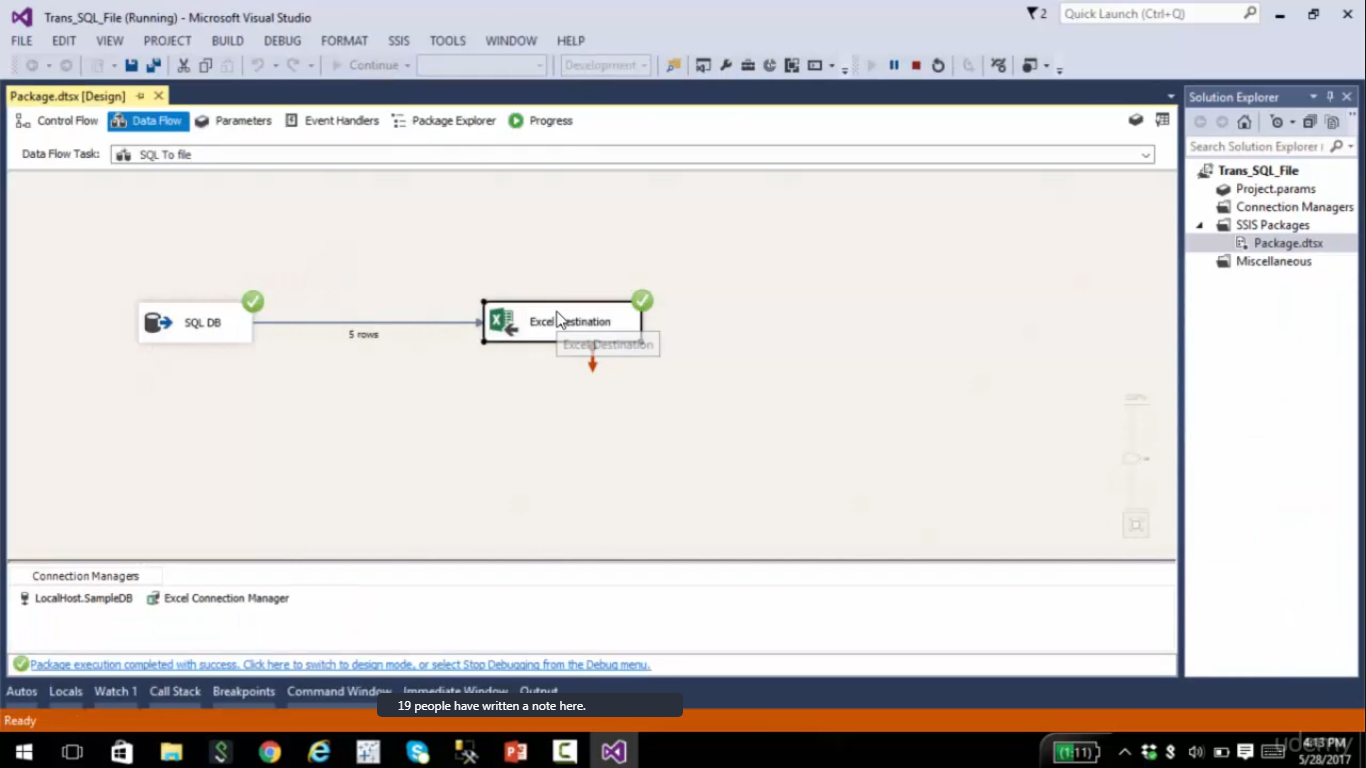 Trans_SQL_File (Running) - Microsoft Visual Studio
2
Quick Launch (Ctrl+Q)
FILE EDIT VIEW PROJECT BUILD DEBUG FORMAT SSIS TOOLS WINDOW HELP
Continue
Development
Package.dtsx [Design]
Control Flow Data Flow Parameters Event Handlers Package Explorer Progress
Data Flow Task: SQL To file
SQL DB
5 rows
Excel Destination
Excel Destination
Connection Managers
LocalHost.SampleDB Excel Connection Manager
Package execution completed with success. Click here to switch to design mode, or select Stop Debugging from the Debug menu.
Solution Explorer
Search Solution Explorer
Trans_SQL_File
Project.params
Connection Managers
SSIS Packages
Package.dtsx
Miscellaneous
Autos Locals Watch 1 Call Stack Breakpoints Command Window Immediate Window Output
19 people have written a note here.
Ready
(1:11)
4:13 PM
5/28/2017
udemy